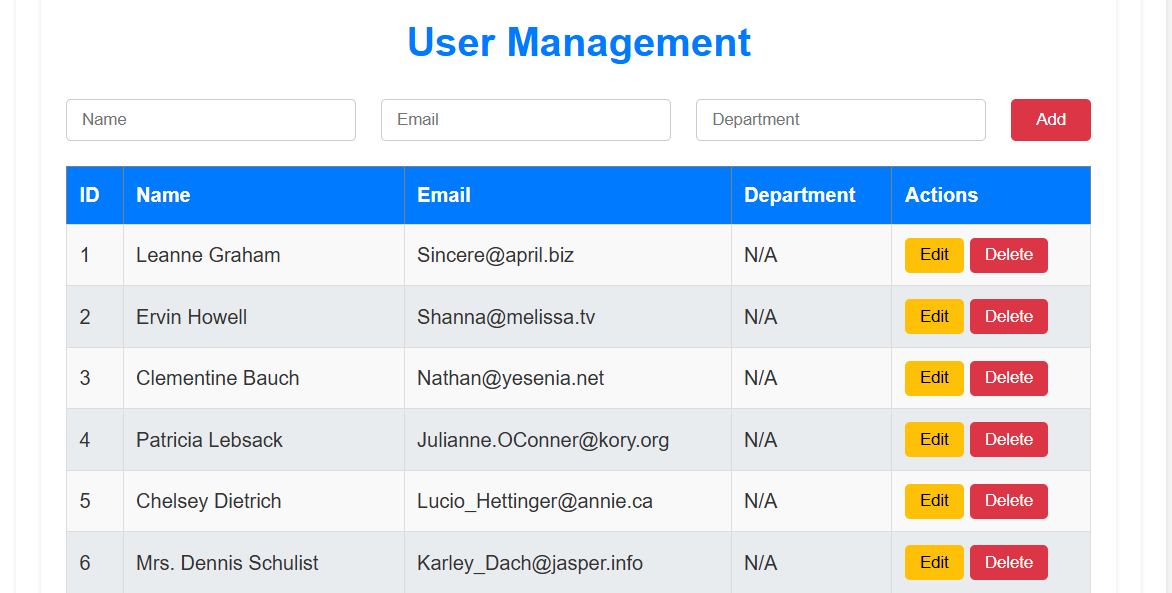 User Management
Name Email Department Add
ID Name Email Department Actions
1 Leanne Graham Sincere@april.biz N/A Edit Delete
2 Ervin Howell Shanna@melissa.tv N/A Edit Delete
3 Clementine Bauch Nathan@yesenia.net N/A Edit Delete
4 Patricia Lebsack Julianne.OConner@kory.org N/A Edit Delete
5 Chelsey Dietrich Lucio_Hettinger@annie.ca N/A Edit Delete
6 Mrs. Dennis Schulist Karley_Dach@jasper.info N/A Edit Delete